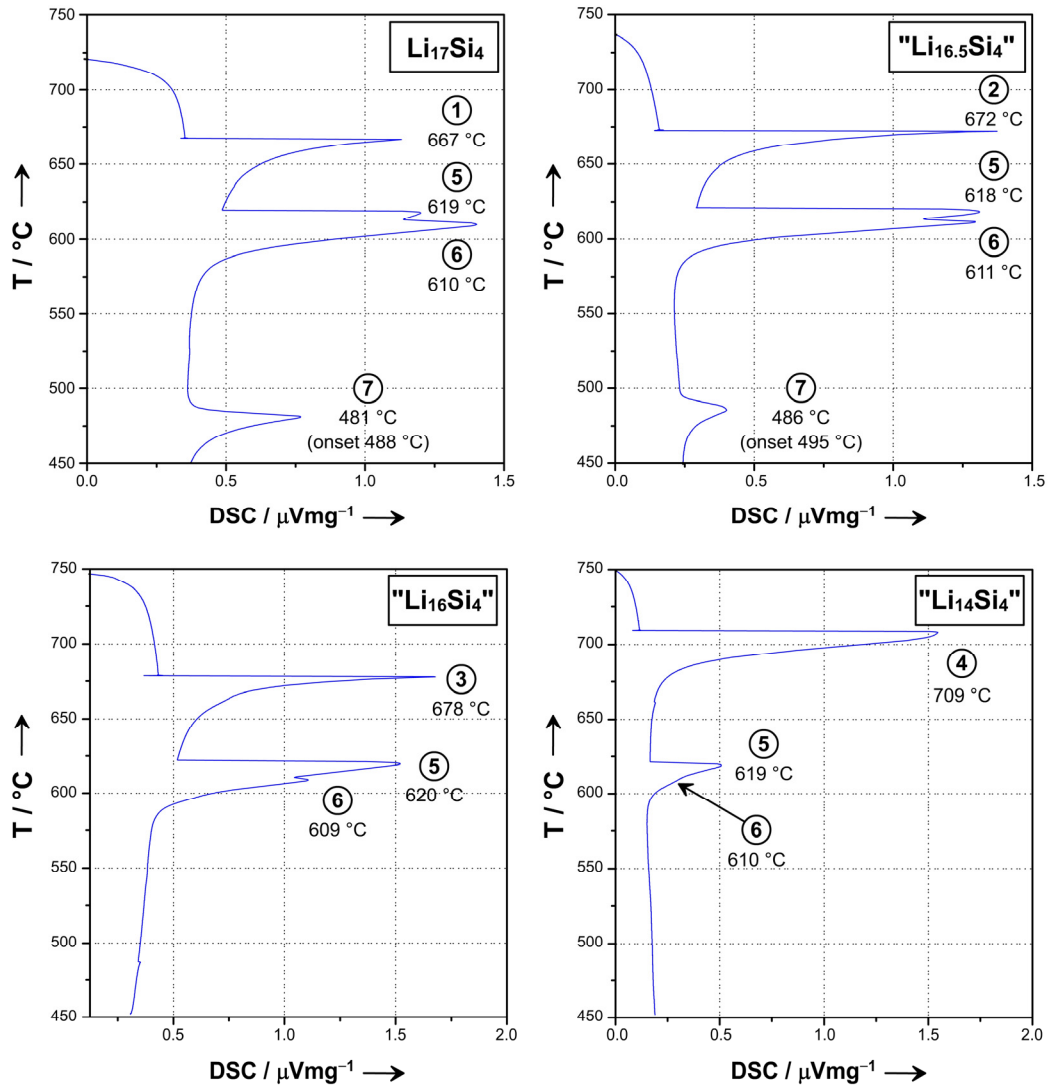 Li₁₇Si₄
750
700
650
600
550
500
450
T / °C
①
667 °C
⑤
619 °C
⑥
610 °C
⑦
481 °C
(onset 488 °C)
0.0 0.5 1.0 1.5
DSC / µVmg⁻¹
"Li₁₆.₅Si₄"
750
700
650
600
550
500
450
T / °C
②
672 °C
⑤
618 °C
⑥
611 °C
⑦
486 °C
(onset 495 °C)
0.0 0.5 1.0 1.5
DSC / µVmg⁻¹
"Li₁₆Si₄"
750
700
650
600
550
500
450
T / °C
③
678 °C
⑤
620 °C
⑥
609 °C
0.5 1.0 1.5 2.0
DSC / µVmg⁻¹
"Li₁₄Si₄"
750
700
650
600
550
500
450
T / °C
④
709 °C
⑤
619 °C
⑥
610 °C
0.0 0.5 1.0 1.5 2.0
DSC / µVmg⁻¹